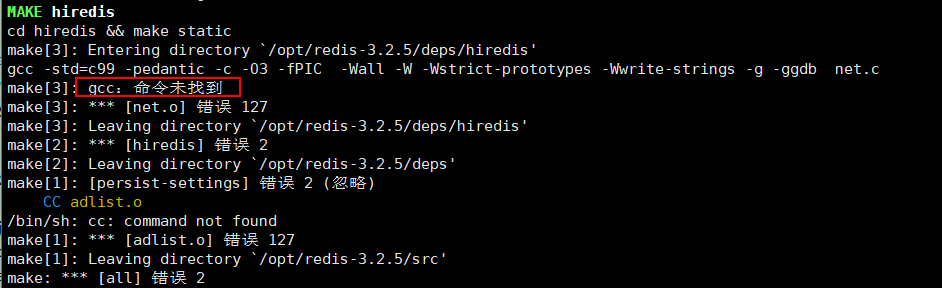 MAKE hiredis
cd hiredis && make static
make[3]: Entering directory `/opt/redis-3.2.5/deps/hiredis'
gcc -std=c99 -pedantic -c -O3 -fPIC  -Wall -W -Wstrict-prototypes -Wwrite-strings -g -ggdb  net.c
make[3]: gcc：命令未找到
make[3]: *** [net.o] 错误 127
make[3]: Leaving directory `/opt/redis-3.2.5/deps/hiredis'
make[2]: *** [hiredis] 错误 2
make[2]: Leaving directory `/opt/redis-3.2.5/deps'
make[1]: [persist-settings] 错误 2 (忽略)
    CC adlist.o
/bin/sh: cc: command not found
make[1]: *** [adlist.o] 错误 127
make[1]: Leaving directory `/opt/redis-3.2.5/src'
make: *** [all] 错误 2